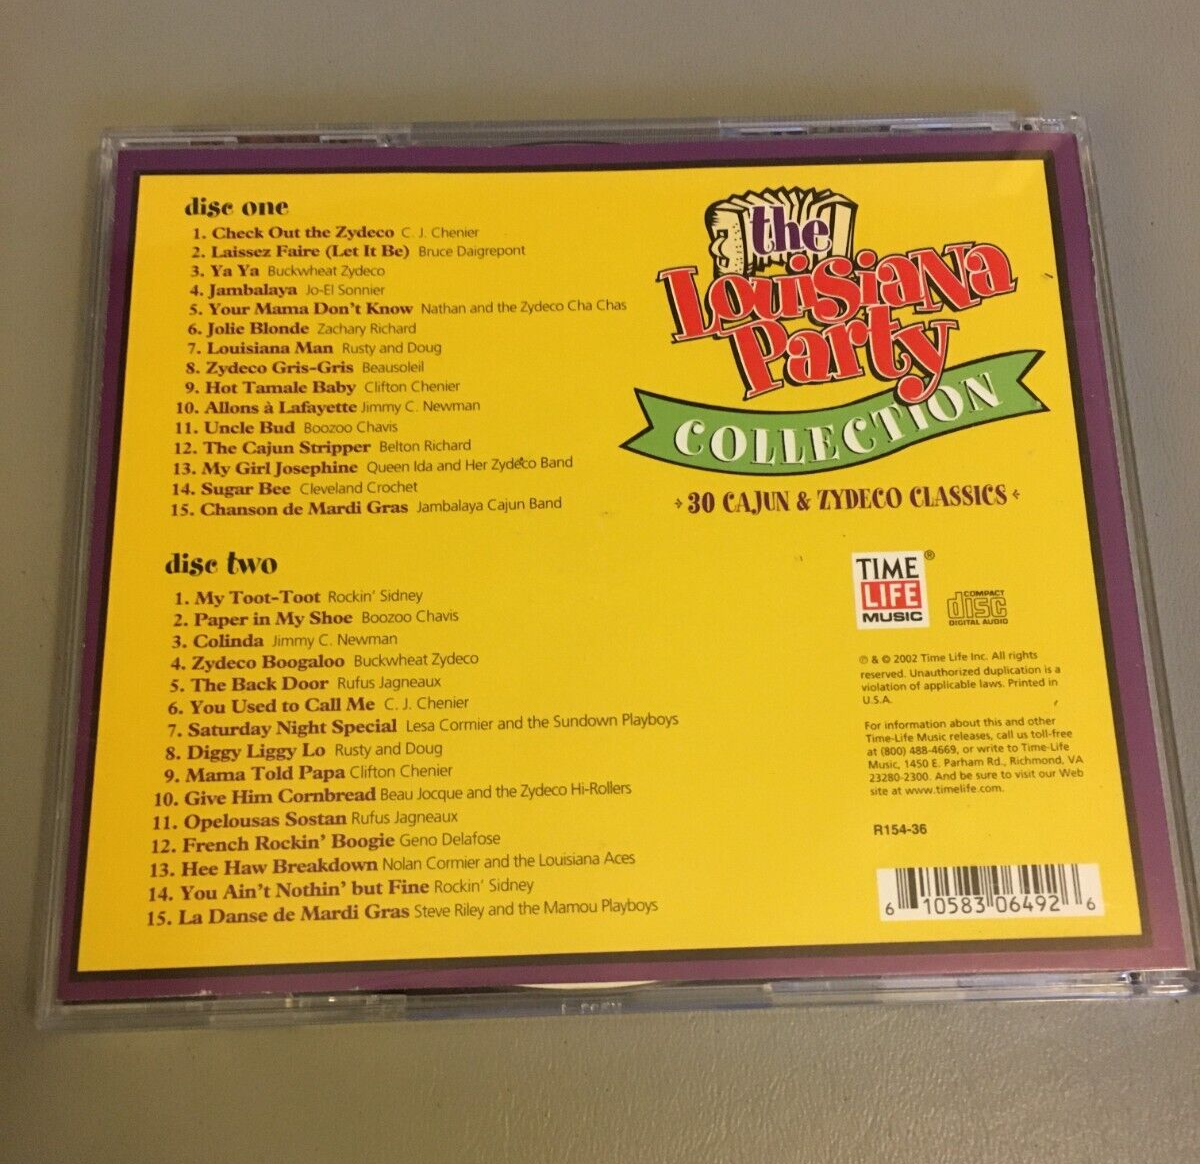 disc one
1. Check Out the Zydeco C. J. Chenier
2. Laissez Faire (Let It Be) Bruce Daigrepont
3. Ya Ya Buckwheat Zydeco
4. Jambalaya Jo-El Sonnier
5. Your Mama Don't Know Nathan and the Zydeco Cha Chas
6. Jolie Blonde Zachary Richard
7. Louisiana Man Rusty and Doug
8. Zydeco Gris-Gris Beausoleil
9. Hot Tamale Baby Clifton Chenier
10. Allons à Lafayette Jimmy C. Newman
11. Uncle Bud Boozoo Chavis
12. The Cajun Stripper Belton Richard
13. My Girl Josephine Queen Ida and Her Zydeco Band
14. Sugar Bee Cleveland Crochet
15. Chanson de Mardi Gras Jambalaya Cajun Band
disc two
1. My Toot-Toot Rockin' Sidney
2. Paper in My Shoe Boozoo Chavis
3. Colinda Jimmy C. Newman
4. Zydeco Boogaloo Buckwheat Zydeco
5. The Back Door Rufus Jagneaux
6. You Used to Call Me C. J. Chenier
7. Saturday Night Special Lesa Cormier and the Sundown Playboys
8. Diggy Liggy Lo Rusty and Doug
9. Mama Told Papa Clifton Chenier
10. Give Him Cornbread Beau Jocque and the Zydeco Hi-Rollers
11. Opelousas Sostan Rufus Jagneaux
12. French Rockin' Boogie Geno Delafose
13. Hee Haw Breakdown Nolan Cormier and the Louisiana Aces
14. You Ain't Nothin' but Fine Rockin' Sidney
15. La Danse de Mardi Gras Steve Riley and the Mamou Playboys
the
Louisiana
Party
COLLECTION
30 CAJUN & ZYDECO CLASSICS
TIME ®
LIFE
MUSIC
COMPACT
disc
DIGITAL AUDIO
℗ & © 2002 Time Life Inc. All rights
reserved. Unauthorized duplication is a
violation of applicable laws. Printed in
U.S.A.
For information about this and other
Time-Life Music releases, call us toll-free
at (800) 488-4669, or write to Time-Life
Music, 1450 E. Parham Rd., Richmond, VA
23280-2300. And be sure to visit our Web
site at www.timelife.com.
R154-36
6 10583 06492 6